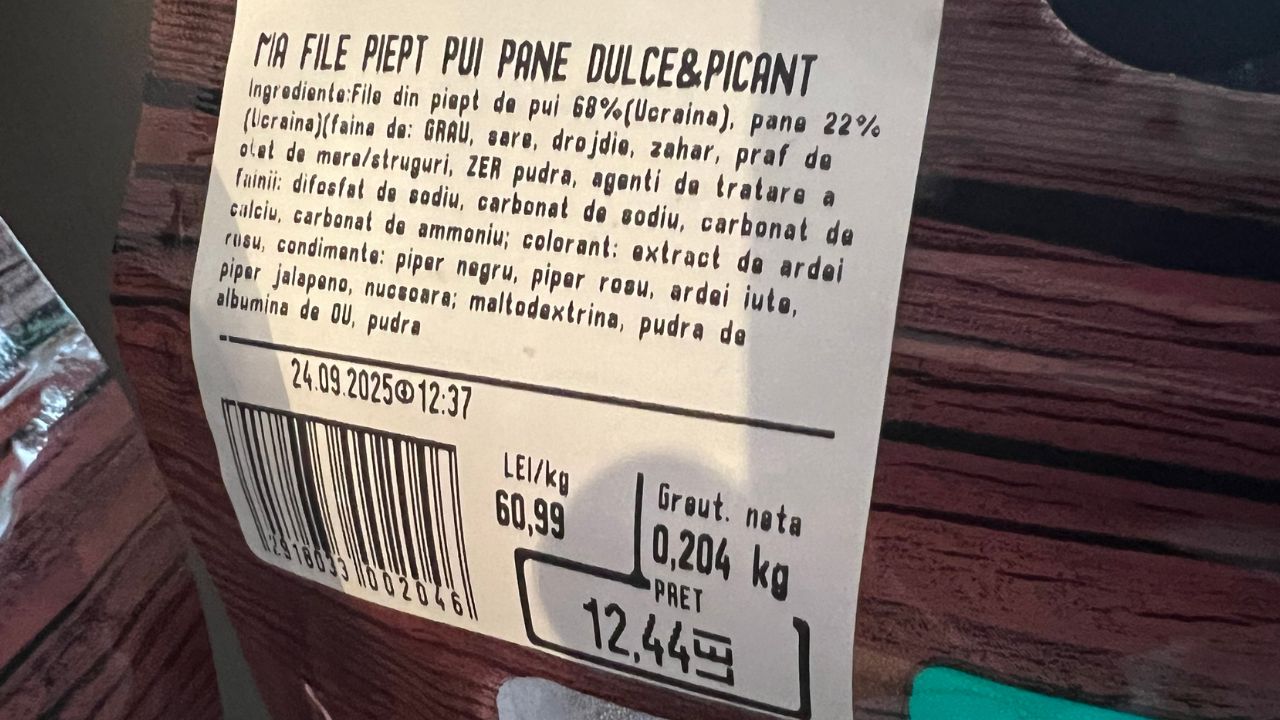 MA FILE PIEPT PUI PANE DULCE&PICANT
Ingrediente:File din piept de pui 68%(Ucraina), pane 22%
(Ucraina)(faina de: GRAU, sare, drojdie, zahar, praf de
otet de mere/struguri, ZER pudra, agenti de tratare a
fainii: difosfat de sodiu, carbonat de sodiu, carbonat de
calciu, carbonat de ammoniu; colorant: extract de ardei
rosu, condimente: piper negru, piper rosu, ardei iute,
piper jalapeno, nucsoara; maltodextrina, pudra de
albumina de OU, pudra
24.09.2025 12:37
LEI/kg
60,99
Greut. neta
0,204 kg
PRET
12,44 LEI
2918033002046